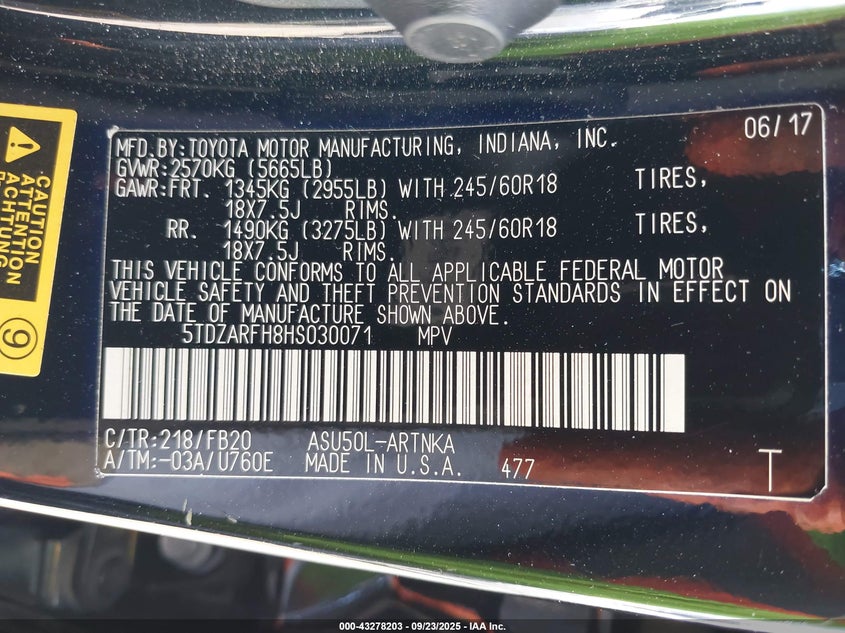 CAUTION
ATTENTION
ACHTUNG
9
06/17
MFD.BY:TOYOTA MOTOR MANUFACTURING, INDIANA, INC.
GVWR:2570KG (5665LB)
GAWR:FRT. 1345KG (2955LB) WITH 245/60R18 TIRES,
18X7.5J RIMS.
RR. 1490KG (3275LB) WITH 245/60R18 TIRES,
18X7.5J RIMS.
THIS VEHICLE CONFORMS TO ALL APPLICABLE FEDERAL MOTOR
VEHICLE SAFETY AND THEFT PREVENTION STANDARDS IN EFFECT ON
THE DATE OF MANUFACTURE SHOWN ABOVE.
5TDZARFH8HS030071 MPV
C/TR:218/FB20 ASU50L-ARTNKA
A/TM:-03A/U760E MADE IN U.S.A. 477 T
000-43278203 - 09/23/2025 - IAA Inc.